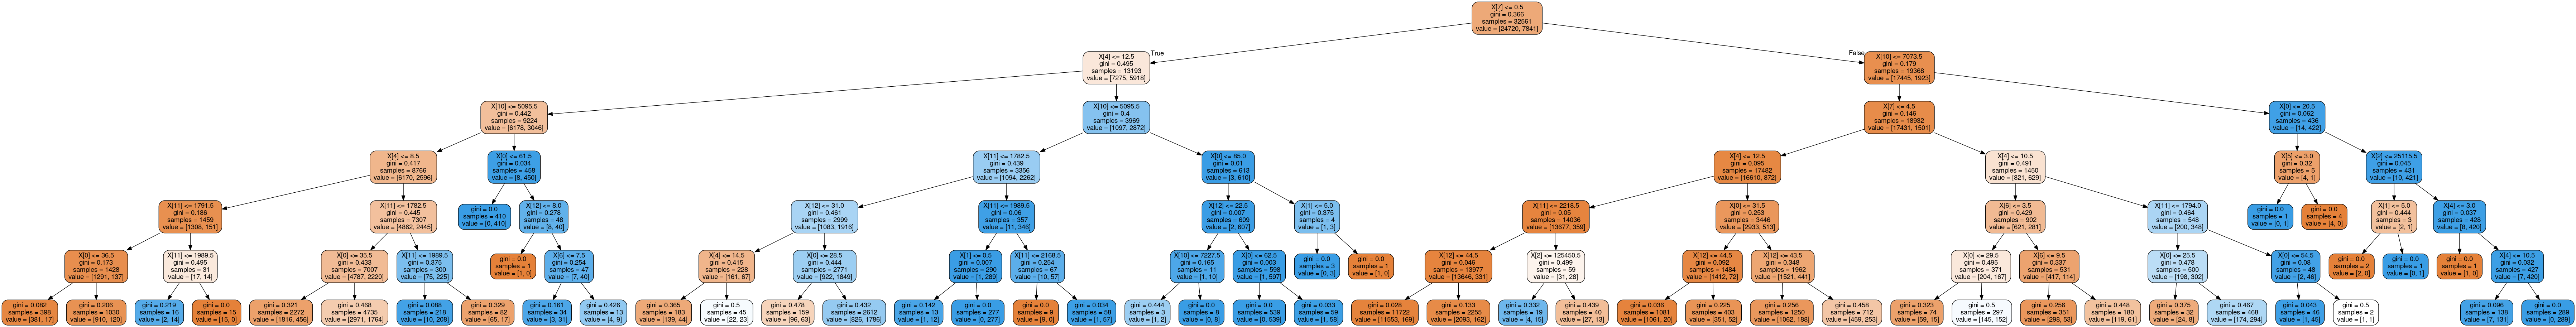 X[7] <= 0.5
gini = 0.366
samples = 32561
value = [24720, 7841]
True
False
X[4] <= 12.5
gini = 0.495
samples = 13193
value = [7275, 5918]
X[10] <= 7073.5
gini = 0.179
samples = 19368
value = [17445, 1923]
X[10] <= 5095.5
gini = 0.442
samples = 9224
value = [6178, 3046]
X[10] <= 5095.5
gini = 0.4
samples = 3969
value = [1097, 2872]
X[7] <= 4.5
gini = 0.146
samples = 18932
value = [17431, 1501]
X[0] <= 20.5
gini = 0.062
samples = 436
value = [14, 422]
X[4] <= 8.5
gini = 0.417
samples = 8766
value = [6170, 2596]
X[0] <= 61.5
gini = 0.034
samples = 458
value = [8, 450]
X[11] <= 1782.5
gini = 0.439
samples = 3356
value = [1094, 2262]
X[0] <= 85.0
gini = 0.01
samples = 613
value = [3, 610]
X[4] <= 12.5
gini = 0.095
samples = 17482
value = [16610, 872]
X[4] <= 10.5
gini = 0.491
samples = 1450
value = [821, 629]
X[5] <= 3.0
gini = 0.32
samples = 5
value = [4, 1]
X[2] <= 25115.5
gini = 0.045
samples = 431
value = [10, 421]
X[11] <= 1791.5
gini = 0.186
samples = 1459
value = [1308, 151]
X[11] <= 1782.5
gini = 0.445
samples = 7307
value = [4862, 2445]
gini = 0.0
samples = 410
value = [0, 410]
X[12] <= 8.0
gini = 0.278
samples = 48
value = [8, 40]
X[12] <= 31.0
gini = 0.461
samples = 2999
value = [1083, 1916]
X[11] <= 1989.5
gini = 0.06
samples = 357
value = [11, 346]
X[12] <= 22.5
gini = 0.007
samples = 609
value = [2, 607]
X[1] <= 5.0
gini = 0.375
samples = 4
value = [1, 3]
X[11] <= 2218.5
gini = 0.05
samples = 14036
value = [13677, 359]
X[0] <= 31.5
gini = 0.253
samples = 3446
value = [2933, 513]
X[6] <= 3.5
gini = 0.429
samples = 902
value = [621, 281]
X[11] <= 1794.0
gini = 0.464
samples = 548
value = [200, 348]
gini = 0.0
samples = 1
value = [0, 1]
gini = 0.0
samples = 4
value = [4, 0]
X[1] <= 5.0
gini = 0.444
samples = 3
value = [2, 1]
X[4] <= 3.0
gini = 0.037
samples = 428
value = [8, 420]
X[0] <= 36.5
gini = 0.173
samples = 1428
value = [1291, 137]
X[11] <= 1989.5
gini = 0.495
samples = 31
value = [17, 14]
X[0] <= 35.5
gini = 0.433
samples = 7007
value = [4787, 2220]
X[11] <= 1989.5
gini = 0.375
samples = 300
value = [75, 225]
gini = 0.0
samples = 1
value = [1, 0]
X[6] <= 7.5
gini = 0.254
samples = 47
value = [7, 40]
X[4] <= 14.5
gini = 0.415
samples = 228
value = [161, 67]
X[0] <= 28.5
gini = 0.444
samples = 2771
value = [922, 1849]
X[1] <= 0.5
gini = 0.007
samples = 290
value = [1, 289]
X[11] <= 2168.5
gini = 0.254
samples = 67
value = [10, 57]
X[10] <= 7227.5
gini = 0.165
samples = 11
value = [1, 10]
X[0] <= 62.5
gini = 0.003
samples = 598
value = [1, 597]
gini = 0.0
samples = 3
value = [0, 3]
gini = 0.0
samples = 1
value = [1, 0]
X[12] <= 44.5
gini = 0.046
samples = 13977
value = [13646, 331]
X[2] <= 125450.5
gini = 0.499
samples = 59
value = [31, 28]
X[12] <= 44.5
gini = 0.092
samples = 1484
value = [1412, 72]
X[12] <= 43.5
gini = 0.348
samples = 1962
value = [1521, 441]
X[0] <= 29.5
gini = 0.495
samples = 371
value = [204, 167]
X[6] <= 9.5
gini = 0.337
samples = 531
value = [417, 114]
X[0] <= 25.5
gini = 0.478
samples = 500
value = [198, 302]
X[0] <= 54.5
gini = 0.08
samples = 48
value = [2, 46]
gini = 0.0
samples = 2
value = [2, 0]
gini = 0.0
samples = 1
value = [0, 1]
gini = 0.0
samples = 1
value = [1, 0]
X[4] <= 10.5
gini = 0.032
samples = 427
value = [7, 420]
gini = 0.082
samples = 398
value = [381, 17]
gini = 0.206
samples = 1030
value = [910, 120]
gini = 0.219
samples = 16
value = [2, 14]
gini = 0.0
samples = 15
value = [15, 0]
gini = 0.321
samples = 2272
value = [1816, 456]
gini = 0.468
samples = 4735
value = [2971, 1764]
gini = 0.088
samples = 218
value = [10, 208]
gini = 0.329
samples = 82
value = [65, 17]
gini = 0.161
samples = 34
value = [3, 31]
gini = 0.426
samples = 13
value = [4, 9]
gini = 0.365
samples = 183
value = [139, 44]
gini = 0.5
samples = 45
value = [22, 23]
gini = 0.478
samples = 159
value = [96, 63]
gini = 0.432
samples = 2612
value = [826, 1786]
gini = 0.142
samples = 13
value = [1, 12]
gini = 0.0
samples = 277
value = [0, 277]
gini = 0.0
samples = 9
value = [9, 0]
gini = 0.034
samples = 58
value = [1, 57]
gini = 0.444
samples = 3
value = [1, 2]
gini = 0.0
samples = 8
value = [0, 8]
gini = 0.0
samples = 539
value = [0, 539]
gini = 0.033
samples = 59
value = [1, 58]
gini = 0.028
samples = 11722
value = [11553, 169]
gini = 0.133
samples = 2255
value = [2093, 162]
gini = 0.332
samples = 19
value = [4, 15]
gini = 0.439
samples = 40
value = [27, 13]
gini = 0.036
samples = 1081
value = [1061, 20]
gini = 0.225
samples = 403
value = [351, 52]
gini = 0.256
samples = 1250
value = [1062, 188]
gini = 0.458
samples = 712
value = [459, 253]
gini = 0.323
samples = 74
value = [59, 15]
gini = 0.5
samples = 297
value = [145, 152]
gini = 0.256
samples = 351
value = [298, 53]
gini = 0.448
samples = 180
value = [119, 61]
gini = 0.375
samples = 32
value = [24, 8]
gini = 0.467
samples = 468
value = [174, 294]
gini = 0.043
samples = 46
value = [1, 45]
gini = 0.5
samples = 2
value = [1, 1]
gini = 0.096
samples = 138
value = [7, 131]
gini = 0.0
samples = 289
value = [0, 289]